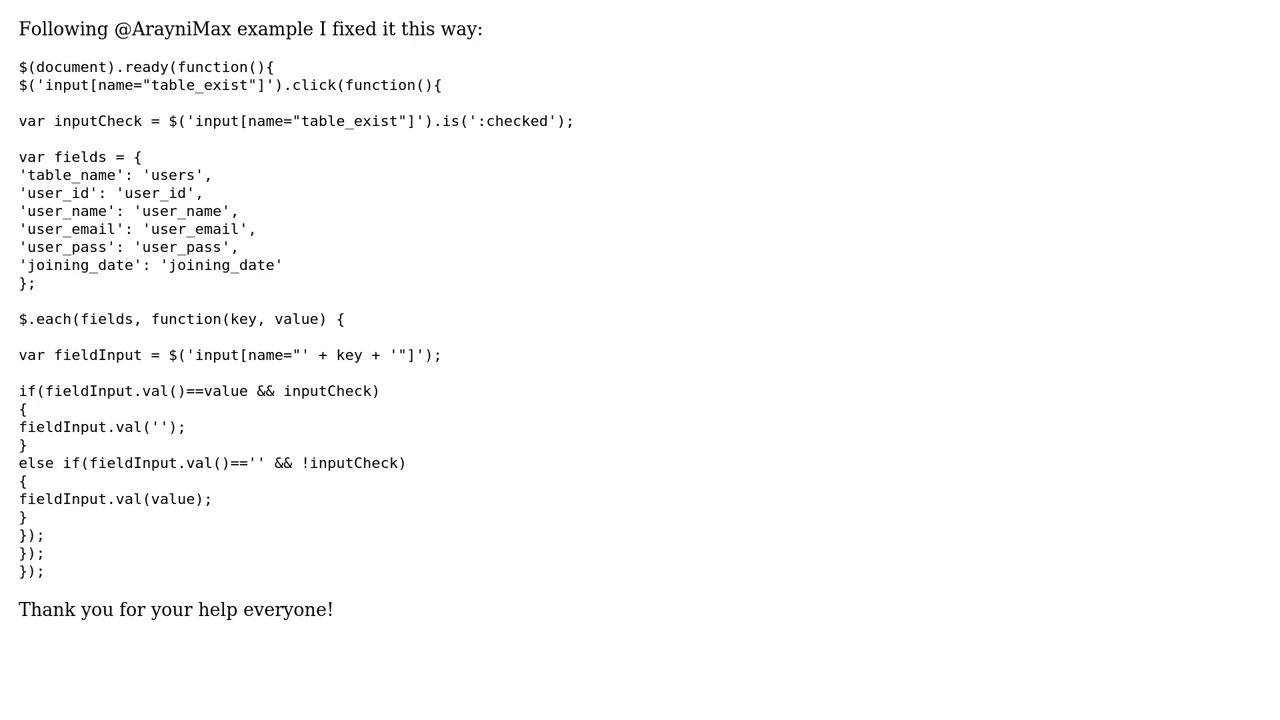 Following @ArayniMax example I fixed it this way:
$(document).ready(function(){
$('input[name="table_exist"]').click(function(){
var inputCheck = $('input[name="table_exist"]').is(':checked');
var fields = {
'table_name': 'users',
'user_id': 'user_id',
'user_name': 'user_name',
'user_email': 'user_email',
'user_pass': 'user_pass',
'joining_date': 'joining_date'
};
$.each(fields, function(key, value) {
var fieldInput = $('input[name="' + key + '"]');
if(fieldInput.val()==value && inputCheck)
{
fieldInput.val('');
}
else if(fieldInput.val()=='' && !inputCheck)
{
fieldInput.val(value);
}
});
});
});
Thank you for your help everyone!